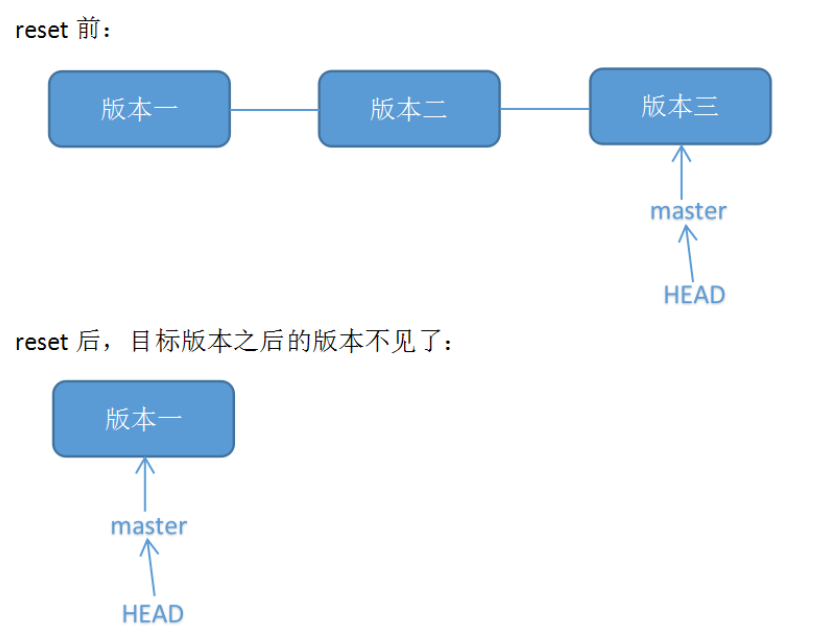 reset 前：
版本一 版本二 版本三
master
HEAD
reset 后，目标版本之后的版本不见了：
版本一
master
HEAD